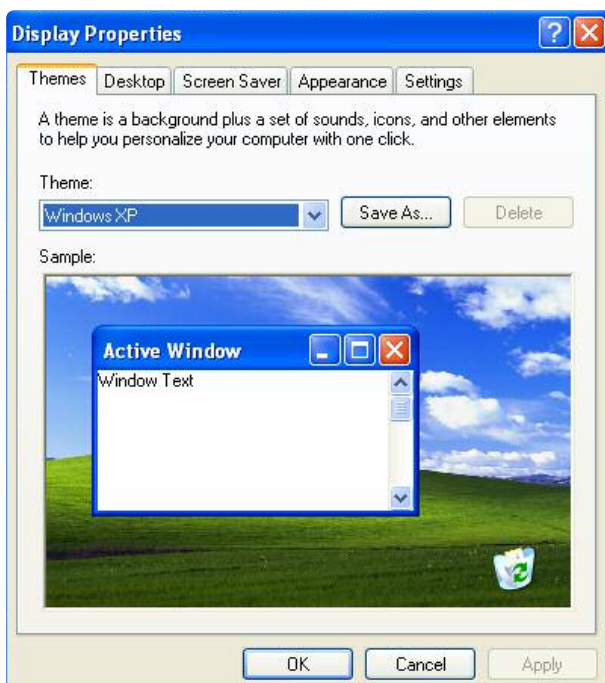 Display Properties
Themes Desktop Screen Saver Appearance Settings
A theme is a background plus a set of sounds, icons, and other elements
to help you personalize your computer with one click.
Theme:
Windows XP Save As... Delete
Sample:
Active Window
Window Text
OK Cancel Apply